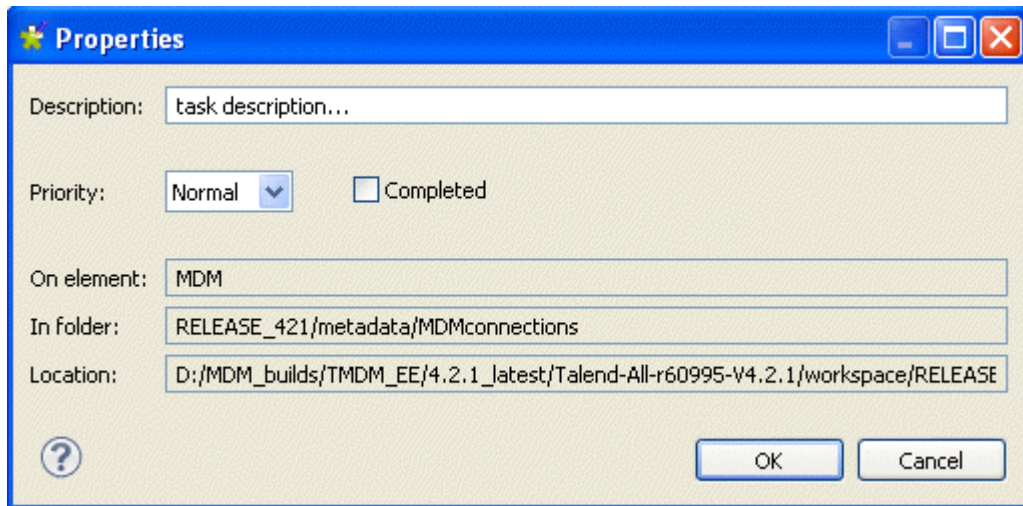 Properties
Description: task description...
Priority: Normal Completed
On element: MDM
In folder: RELEASE_421/metadata/MDMconnections
Location: D:/MDM_builds/TMDM_EE/4.2.1_latest/Talend-All-r60995-V4.2.1/workspace/RELEASE
?
OK Cancel